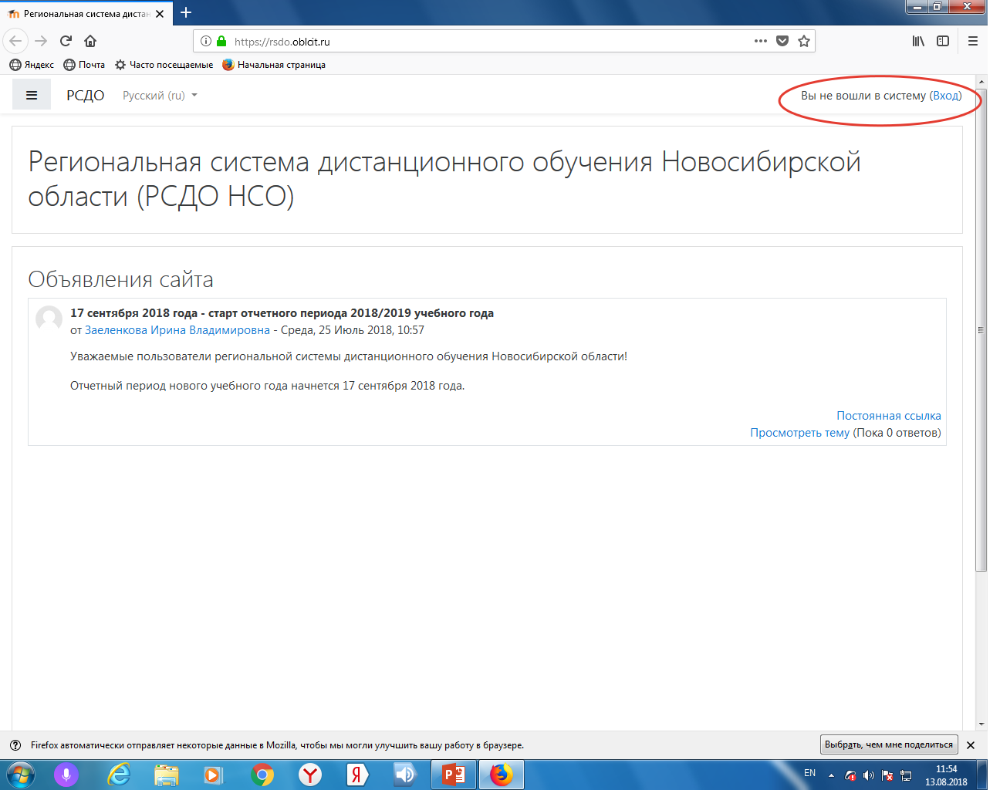 Региональная система дистан
https://rsdo.oblcit.ru
Яндекс Почта Часто посещаемые Начальная страница
РСДО Русский (ru) Вы не вошли в систему (Вход)
Региональная система дистанционного обучения Новосибирской
области (РСДО НСО)
Объявления сайта
17 сентября 2018 года - старт отчетного периода 2018/2019 учебного года
от Заеленкова Ирина Владимировна - Среда, 25 Июль 2018, 10:57
Уважаемые пользователи региональной системы дистанционного обучения Новосибирской области!
Отчетный период нового учебного года начнется 17 сентября 2018 года.
Постоянная ссылка
Просмотреть тему (Пока 0 ответов)
Firefox автоматически отправляет некоторые данные в Mozilla, чтобы мы могли улучшить вашу работу в браузере. Выбрать, чем мне поделиться
EN 11:54
13.08.2018